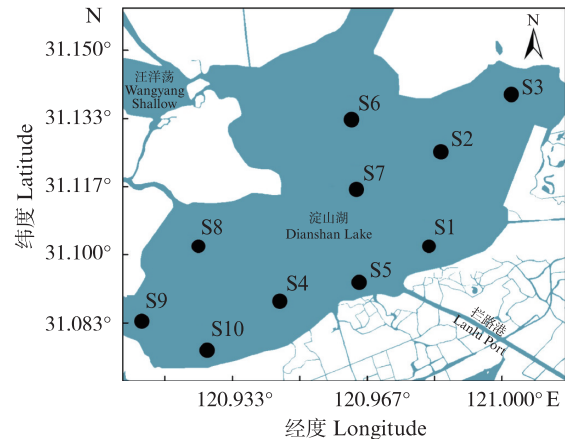 N
31.150°
31.133°
31.117°
31.100°
31.083°
纬度 Latitude
汪洋荡
Wangyang
Shallow
N
S3
S6
S2
S7
淀山湖
Dianshan Lake
S8
S1
S4
S5
S9
S10
拦路港
Lanlu Port
120.933°
120.967°
121.000° E
经度 Longitude